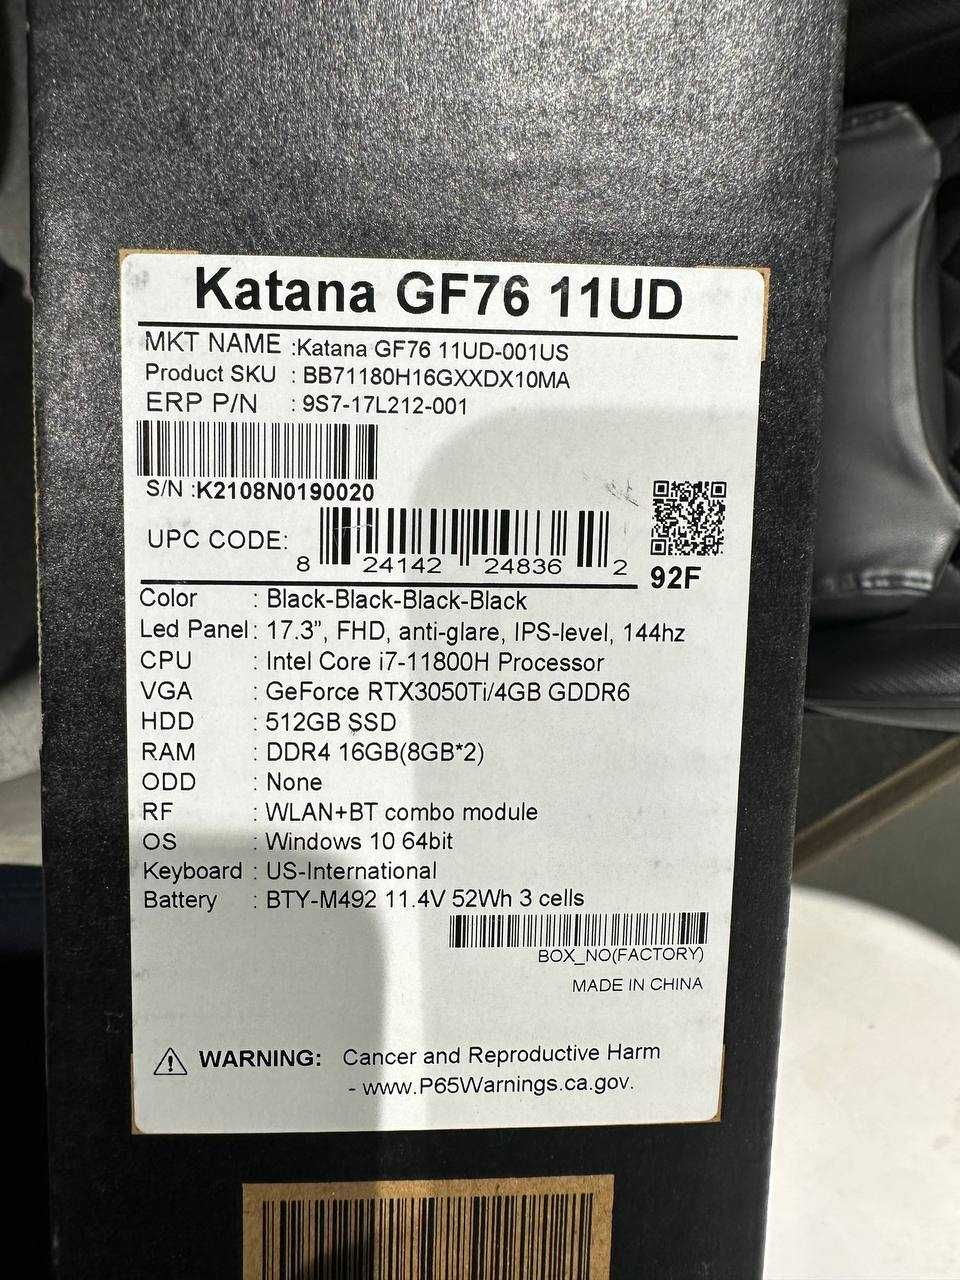 Katana GF76 11UD
MKT NAME :Katana GF76 11UD-001US
Product SKU : BB71180H16GXXDX10MA
ERP P/N : 9S7-17L212-001
S/N :K2108N0190020
UPC CODE: 8 24142 24836 2
92F
Color : Black-Black-Black-Black
Led Panel: 17.3”, FHD, anti-glare, IPS-level, 144hz
CPU : Intel Core i7-11800H Processor
VGA : GeForce RTX3050Ti/4GB GDDR6
HDD : 512GB SSD
RAM : DDR4 16GB(8GB*2)
ODD : None
RF : WLAN+BT combo module
OS : Windows 10 64bit
Keyboard : US-International
Battery : BTY-M492 11.4V 52Wh 3 cells
BOX_NO(FACTORY)
MADE IN CHINA
WARNING: Cancer and Reproductive Harm
- www.P65Warnings.ca.gov.